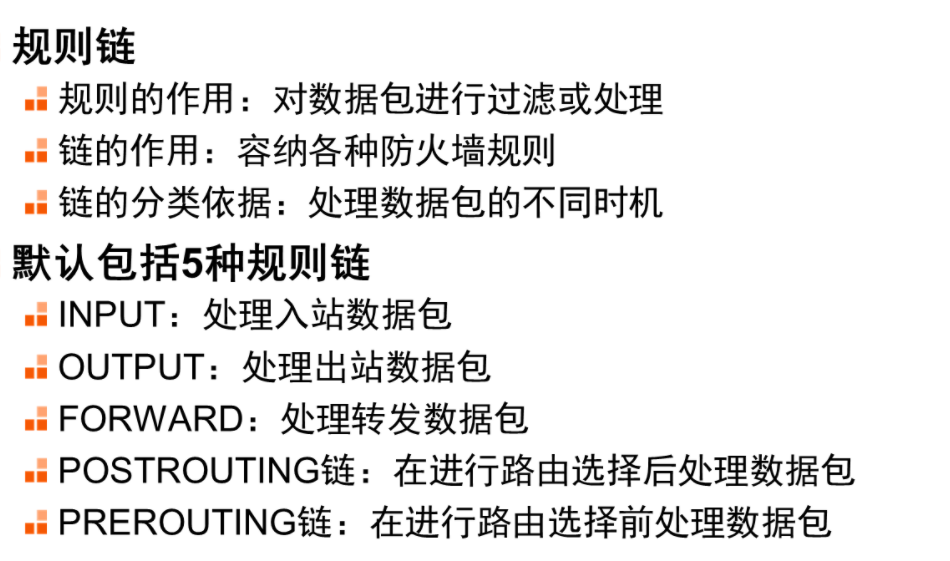 规则链
规则的作用：对数据包进行过滤或处理
链的作用：容纳各种防火墙规则
链的分类依据：处理数据包的不同时机
默认包括5种规则链
INPUT：处理入站数据包
OUTPUT：处理出站数据包
FORWARD：处理转发数据包
POSTROUTING链：在进行路由选择后处理数据包
PREROUTING链：在进行路由选择前处理数据包